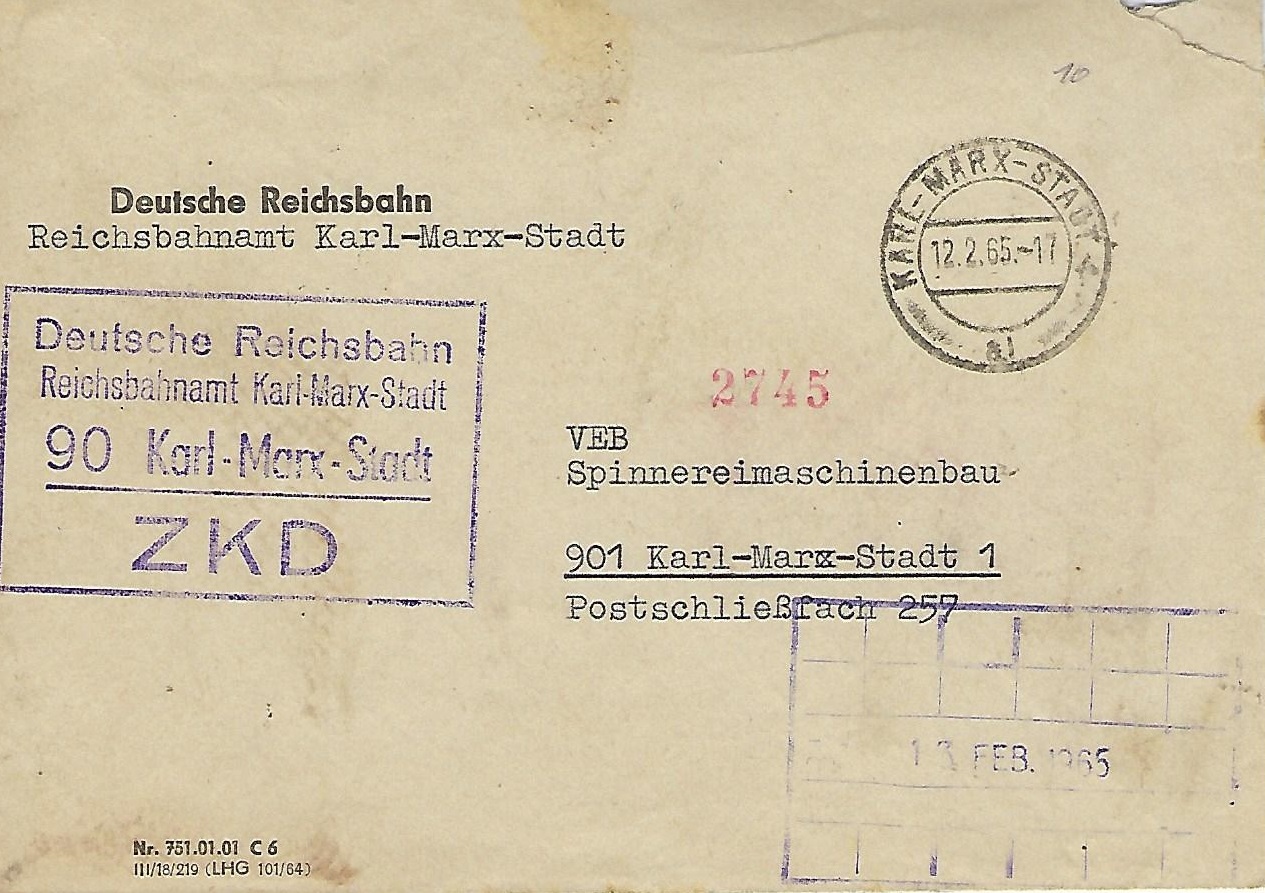 10
Deutsche Reichsbahn
Reichsbahnamt Karl-Marx-Stadt
KARL-MARX-STADT
12.2.65.-17
Deutsche Reichsbahn
Reichsbahnamt Karl-Marx-Stadt
90 Karl-Marx-Stadt
ZKD
2745
VEB
Spinnereimaschinenbau
901 Karl-Marx-Stadt 1
Postschließfach 257
13. FEB. 1965
Nr. 751.01.01 C 6
III/18/219 (LHG 101/64)